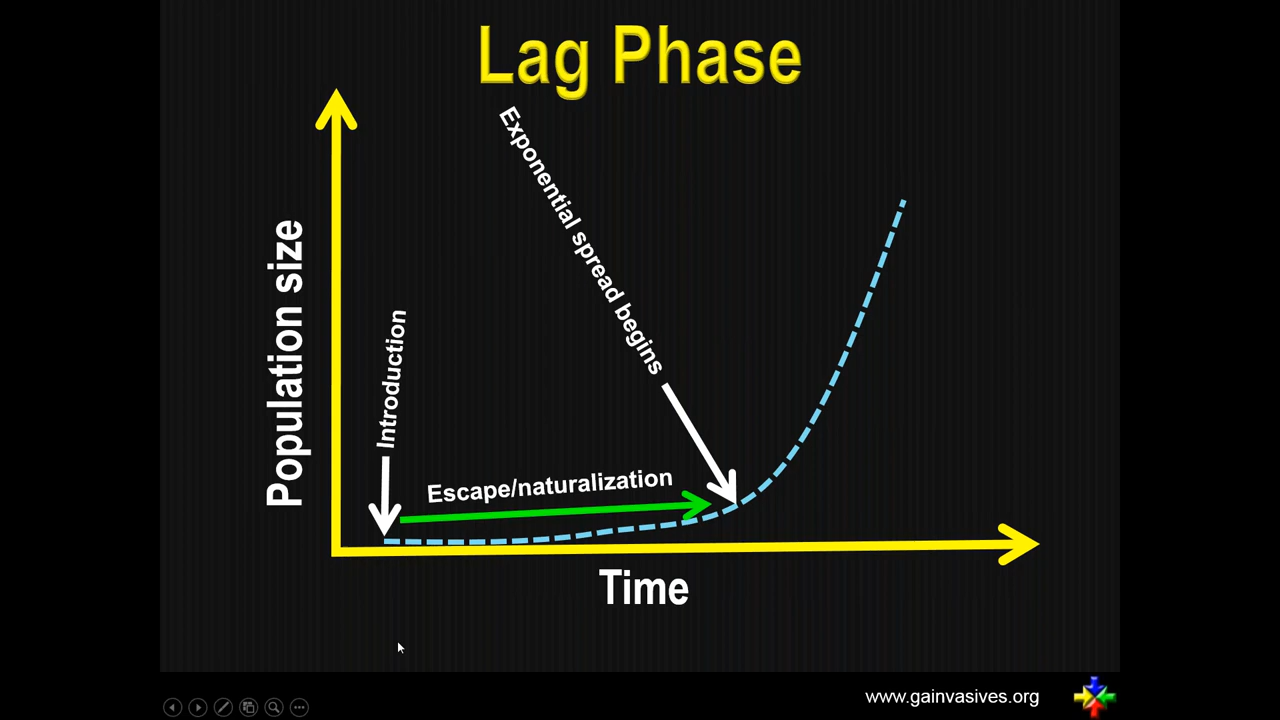 Lag Phase
Exponential spread begins
Population size
Introduction
Escape/naturalization
Time
www.gainvasives.org